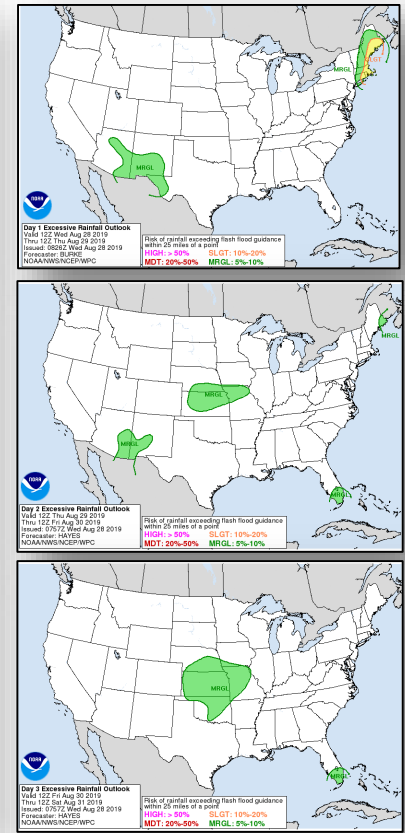 MRGL
SLGT
MRGL
NOAA
Day 1 Excessive Rainfall Outlook
Valid 12Z Wed Aug 28 2019
Thru 12Z Thu Aug 29 2019
Issued: 0826Z Wed Aug 28 2019
Forecaster: BURKE
NOAA/NWS/NCEP/WPC
Risk of rainfall exceeding flash flood guidance
within 25 miles of a point
HIGH: > 50% SLGT: 10%-20%
MDT: 20%-50% MRGL: 5%-10%
MRGL
MRGL
MRGL
MRGL
NOAA
Day 2 Excessive Rainfall Outlook
Valid 12Z Thu Aug 29 2019
Thru 12Z Fri Aug 30 2019
Issued: 0757Z Wed Aug 28 2019
Forecaster: HAYES
NOAA/NWS/NCEP/WPC
Risk of rainfall exceeding flash flood guidance
within 25 miles of a point
HIGH: > 50% SLGT: 10%-20%
MDT: 20%-50% MRGL: 5%-10%
MRGL
MRGL
NOAA
Day 3 Excessive Rainfall Outlook
Valid 12Z Fri Aug 30 2019
Thru 12Z Sat Aug 31 2019
Issued: 0757Z Wed Aug 28 2019
Forecaster: HAYES
NOAA/NWS/NCEP/WPC
Risk of rainfall exceeding flash flood guidance
within 25 miles of a point
HIGH: > 50% SLGT: 10%-20%
MDT: 20%-50% MRGL: 5%-10%